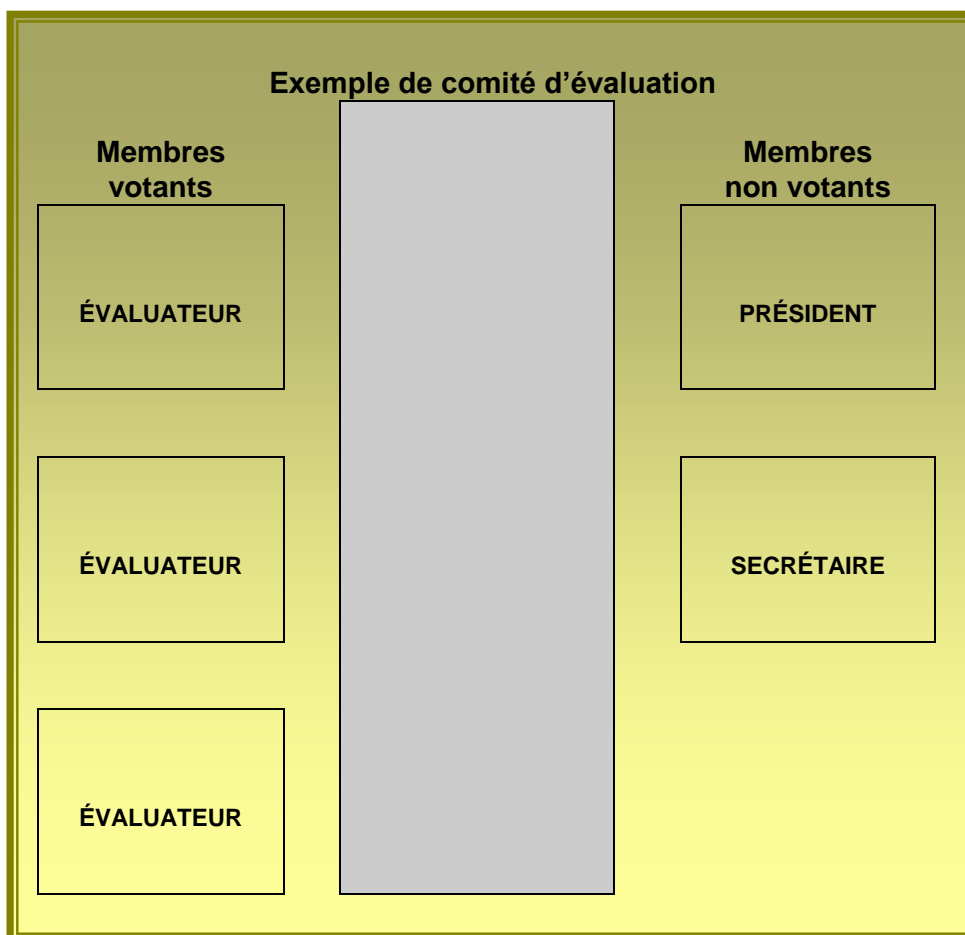 Exemple de comité d’évaluation
Membres
votants
Membres
non votants
ÉVALUATEUR
PRÉSIDENT
ÉVALUATEUR
SECRÉTAIRE
ÉVALUATEUR